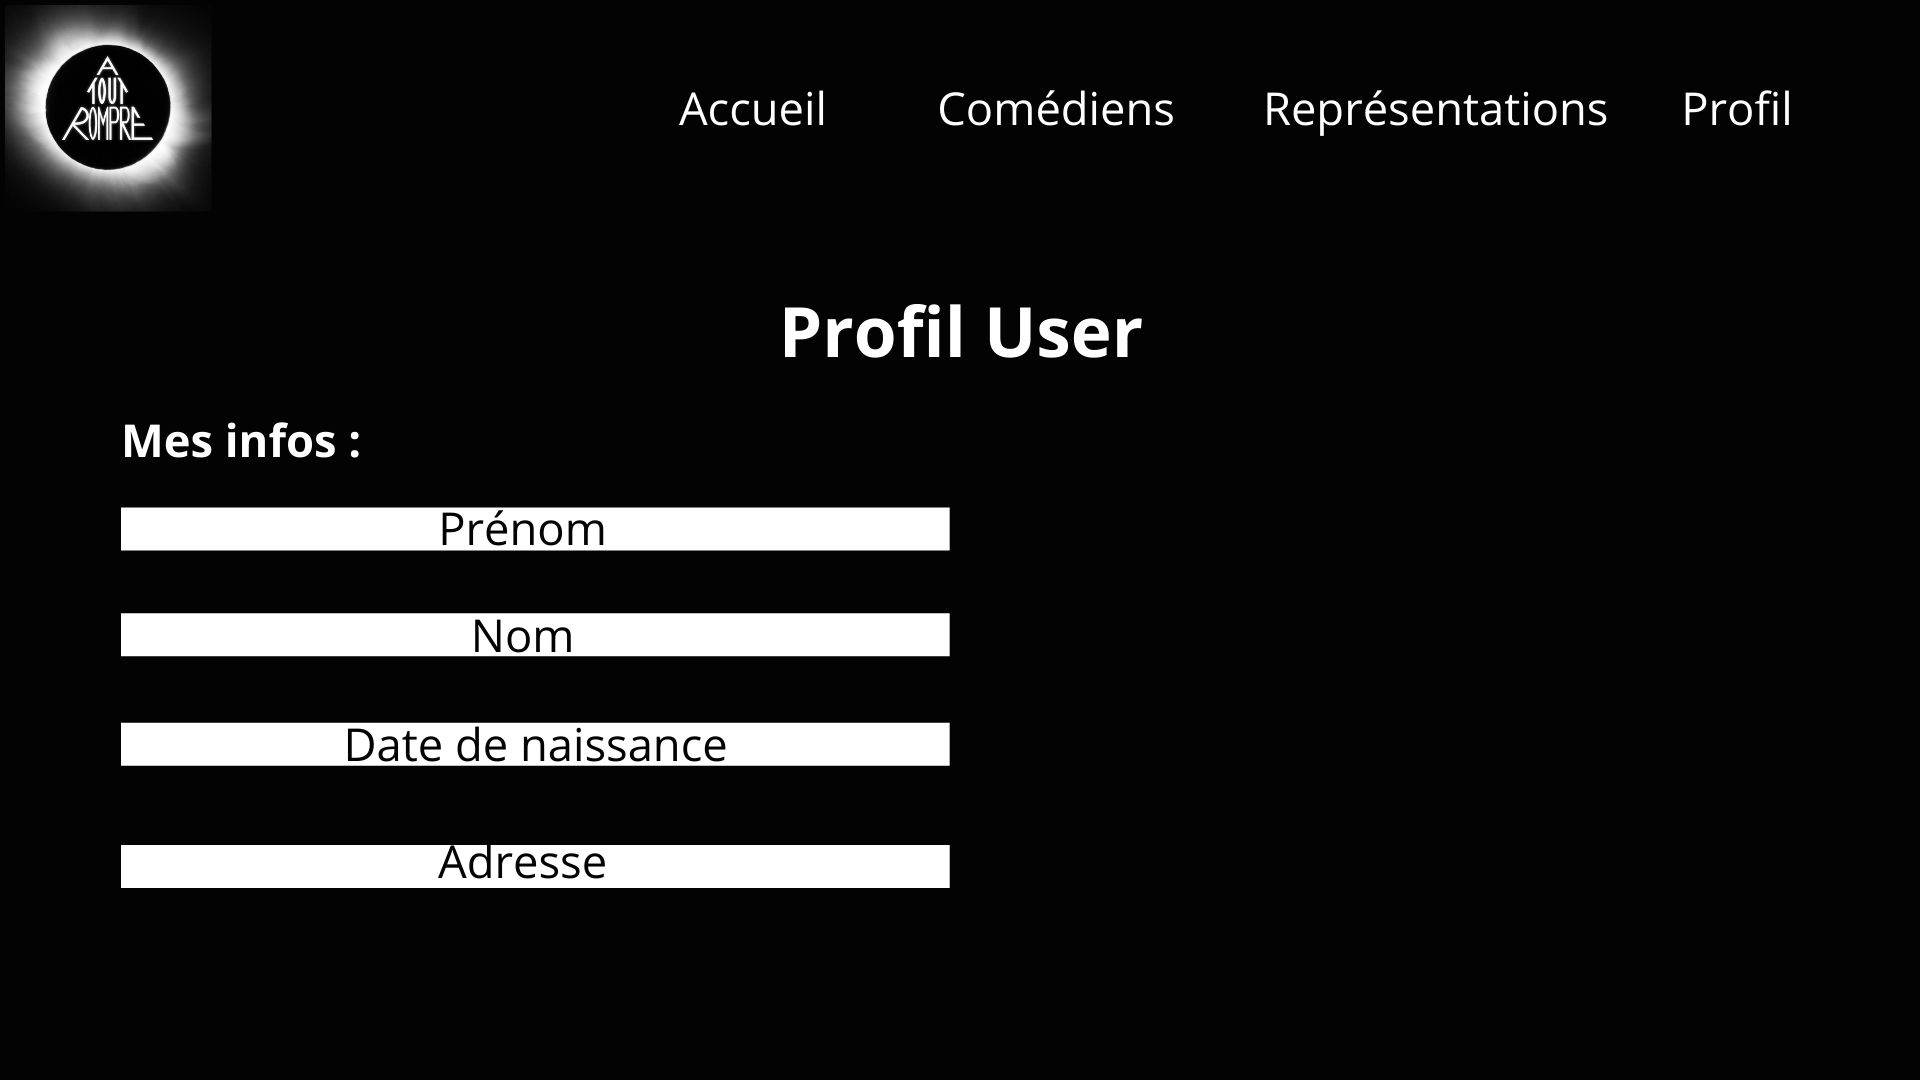 A
TOUT
ROMPRE
Accueil Comédiens Représentations Profil
Profil User
Mes infos :
Prénom
Nom
Date de naissance
Adresse